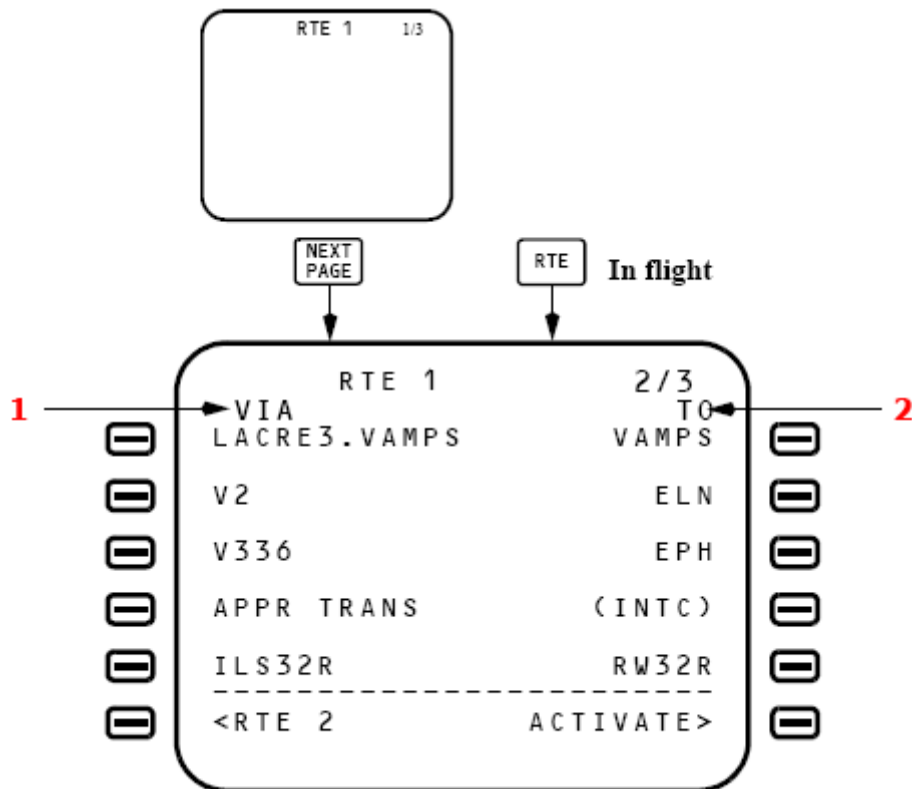 RTE 1 1/3
NEXT
PAGE
RTE
In flight
RTE 1 2/3
1 VIA TO 2
LACRE3.VAMPS VAMPS
V2 ELN
V336 EPH
APPR TRANS (INTC)
ILS32R RW32R
<RTE 2 ACTIVATE>